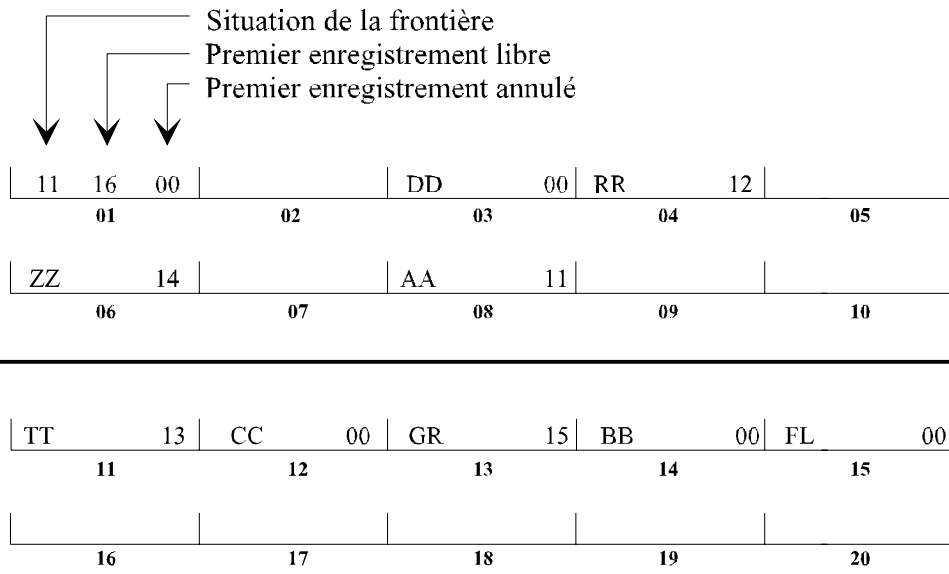 Situation de la frontière
Premier enregistrement libre
Premier enregistrement annulé
11 16 00 DD 00 RR 12
01 02 03 04 05
ZZ 14 AA 11
06 07 08 09 10
TT 13 CC 00 GR 15 BB 00 FL 00
11 12 13 14 15
16 17 18 19 20